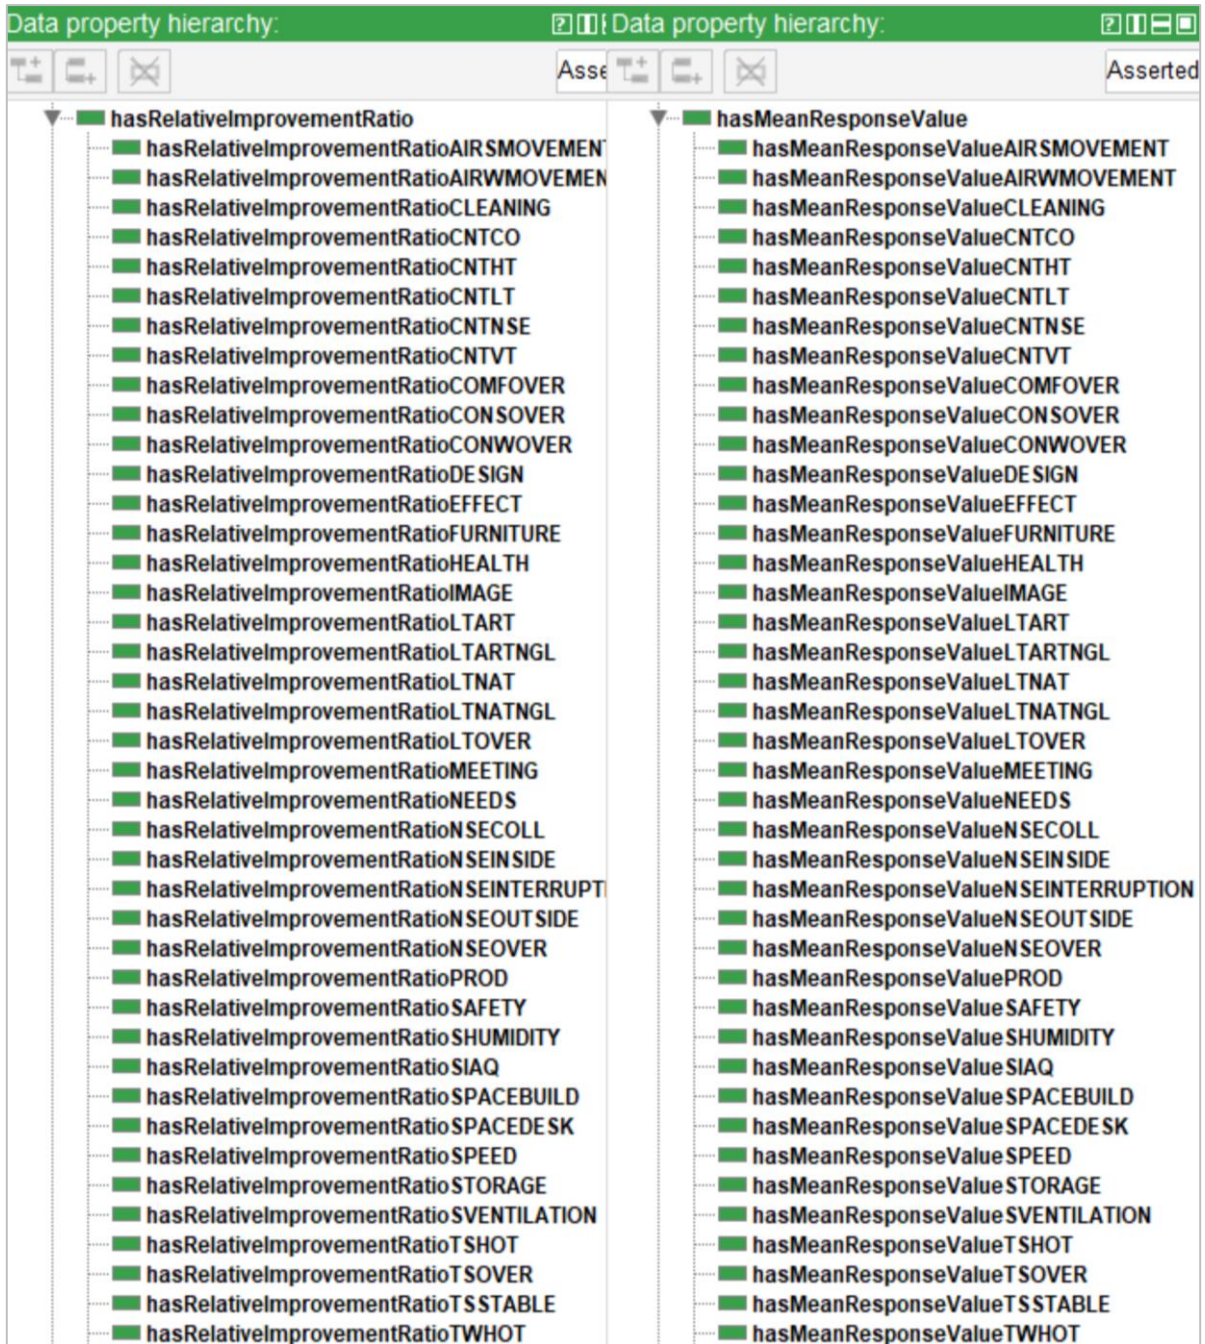 Data property hierarchy:
Asse
hasRelativeImprovementRatio
hasRelativeImprovementRatioAIRSMOVEMENT
hasRelativeImprovementRatioAIRWMOVEMEN
hasRelativeImprovementRatioCLEANING
hasRelativeImprovementRatioCNTCO
hasRelativeImprovementRatioCNTHT
hasRelativeImprovementRatioCNTLT
hasRelativeImprovementRatioCNTNSE
hasRelativeImprovementRatioCNTVT
hasRelativeImprovementRatioCOMFOVER
hasRelativeImprovementRatioCONSOVER
hasRelativeImprovementRatioCONWOVER
hasRelativeImprovementRatioDESIGN
hasRelativeImprovementRatioEFFECT
hasRelativeImprovementRatioFURNITURE
hasRelativeImprovementRatioHEALTH
hasRelativeImprovementRatioIMAGE
hasRelativeImprovementRatioLTART
hasRelativeImprovementRatioLTARTNGL
hasRelativeImprovementRatioLTNAT
hasRelativeImprovementRatioLTNATNGL
hasRelativeImprovementRatioLTOVER
hasRelativeImprovementRatioMEETING
hasRelativeImprovementRatioNEEDS
hasRelativeImprovementRatioNSECOLL
hasRelativeImprovementRatioNSEINSIDE
hasRelativeImprovementRatioNSEINTERRUPTI
hasRelativeImprovementRatioNSEOUTSIDE
hasRelativeImprovementRatioNSEOVER
hasRelativeImprovementRatioPROD
hasRelativeImprovementRatioSAFETY
hasRelativeImprovementRatioSHUMIDITY
hasRelativeImprovementRatioSIAQ
hasRelativeImprovementRatioSPACEBUILD
hasRelativeImprovementRatioSPACEDESK
hasRelativeImprovementRatioSPEED
hasRelativeImprovementRatioSTORAGE
hasRelativeImprovementRatioSVENTILATION
hasRelativeImprovementRatioTSHOT
hasRelativeImprovementRatioTSOVER
hasRelativeImprovementRatioTSSTABLE
hasRelativeImprovementRatioTWHOT
Data property hierarchy:
Asserted
hasMeanResponseValue
hasMeanResponseValueAIRSMOVEMENT
hasMeanResponseValueAIRWMOVEMENT
hasMeanResponseValueCLEANING
hasMeanResponseValueCNTCO
hasMeanResponseValueCNTHT
hasMeanResponseValueCNTLT
hasMeanResponseValueCNTNSE
hasMeanResponseValueCNTVT
hasMeanResponseValueCOMFOVER
hasMeanResponseValueCONSOVER
hasMeanResponseValueCONWOVER
hasMeanResponseValueDESIGN
hasMeanResponseValueEFFECT
hasMeanResponseValueFURNITURE
hasMeanResponseValueHEALTH
hasMeanResponseValueIMAGE
hasMeanResponseValueLTART
hasMeanResponseValueLTARTNGL
hasMeanResponseValueLTNAT
hasMeanResponseValueLTNATNGL
hasMeanResponseValueLTOVER
hasMeanResponseValueMEETING
hasMeanResponseValueNEEDS
hasMeanResponseValueNSECOLL
hasMeanResponseValueNSEINSIDE
hasMeanResponseValueNSEINTERRUPTION
hasMeanResponseValueNSEOUTSIDE
hasMeanResponseValueNSEOVER
hasMeanResponseValuePROD
hasMeanResponseValueSAFETY
hasMeanResponseValueSHUMIDITY
hasMeanResponseValueSIAQ
hasMeanResponseValueSPACEBUILD
hasMeanResponseValueSPACEDESK
hasMeanResponseValueSPEED
hasMeanResponseValueSTORAGE
hasMeanResponseValueSVENTILATION
hasMeanResponseValueTSHOT
hasMeanResponseValueTSOVER
hasMeanResponseValueTSSTABLE
hasMeanResponseValueTWHOT